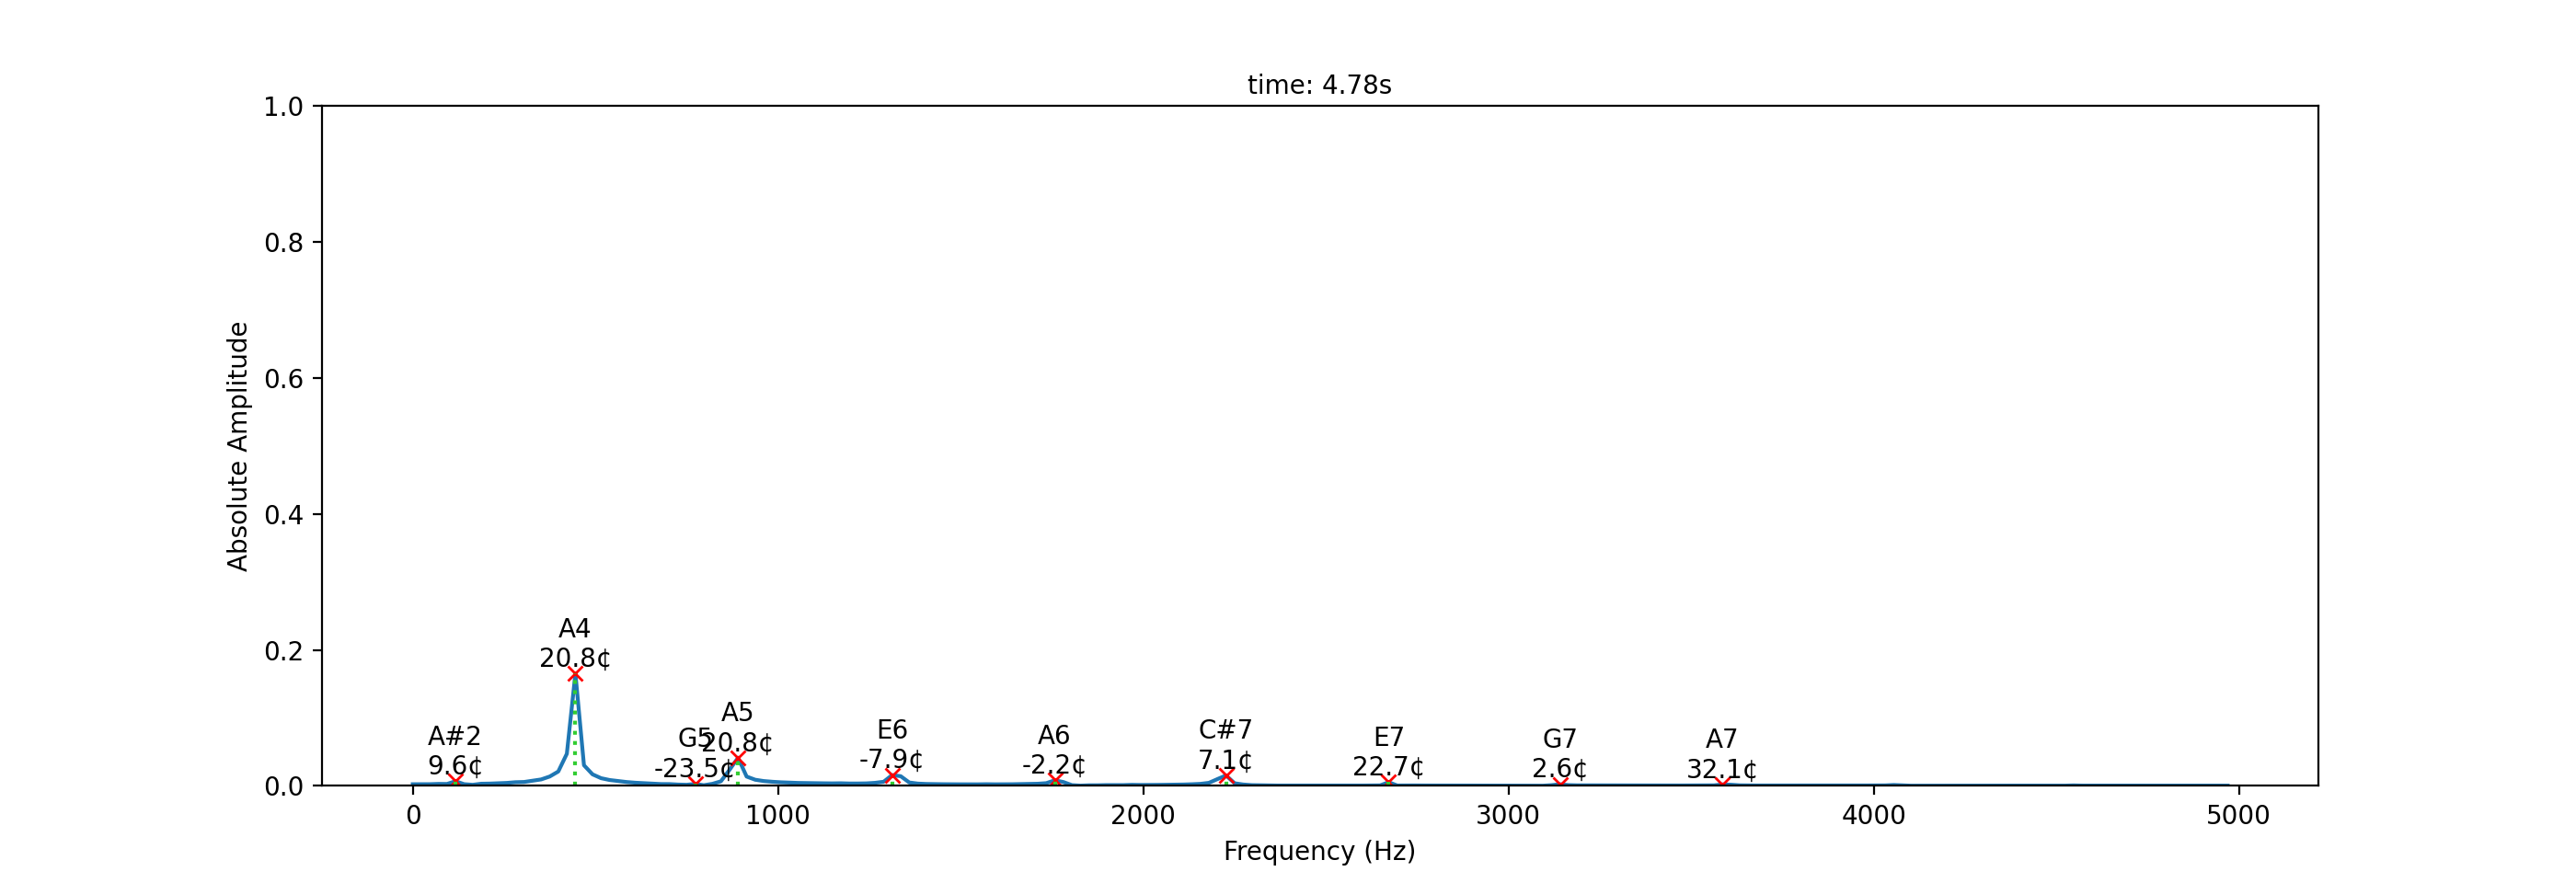 time: 4.78s
1.0
0.8
0.6
0.4
0.2
0.0
Absolute Amplitude
A#2
9.6¢
A4
20.8¢
G5
-23.5¢
A5
20.8¢
E6
-7.9¢
A6
-2.2¢
C#7
7.1¢
E7
22.7¢
G7
2.6¢
A7
32.1¢
0 1000 2000 3000 4000 5000
Frequency (Hz)